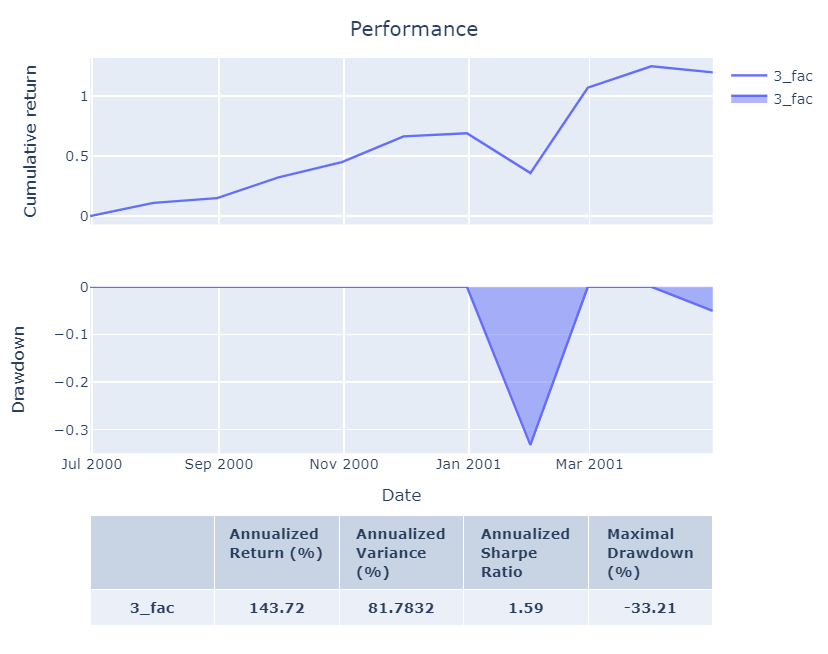 Performance
Cumulative return
1
0.5
0
3_fac
3_fac
Drawdown
0
−0.1
−0.2
−0.3
Jul 2000 Sep 2000 Nov 2000 Jan 2001 Mar 2001
Date
Annualized Return (%)
Annualized Variance (%)
Annualized Sharpe Ratio
Maximal Drawdown (%)
3_fac 143.72 81.7832 1.59 -33.21